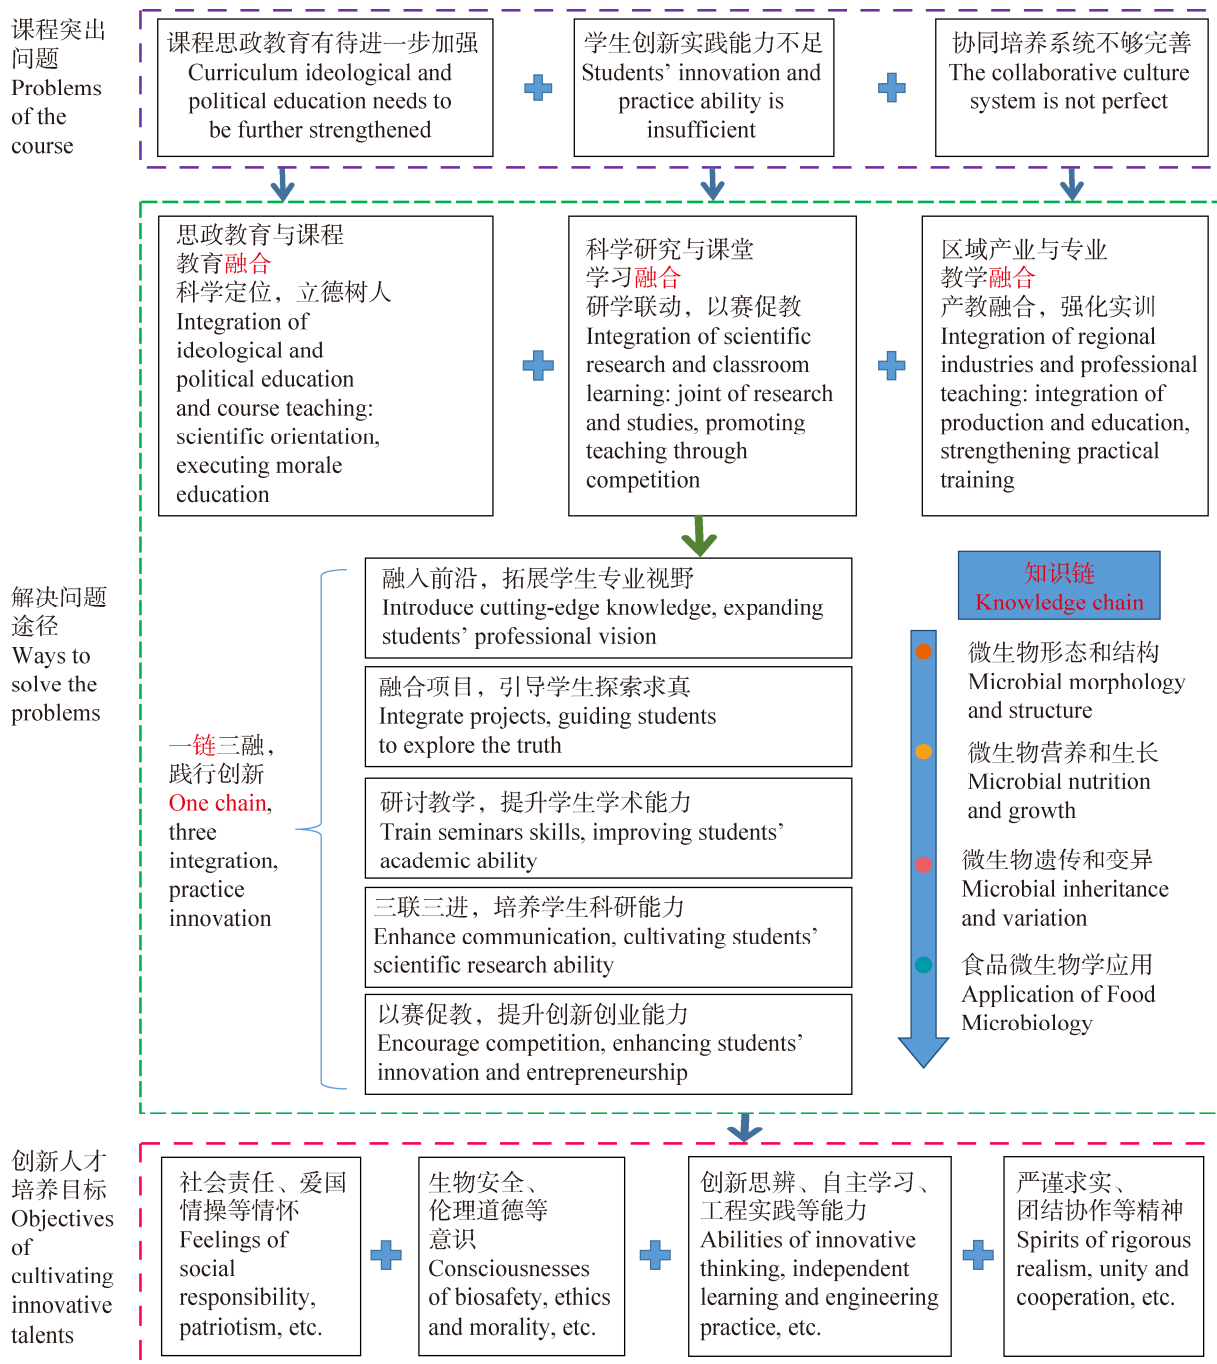 课程突出
问题
Problems
of the
course
课程思政教育有待进一步加强
Curriculum ideological and
political education needs to
be further strengthened
学生创新实践能力不足
Students’ innovation and
practice ability is
insufficient
协同培养系统不够完善
The collaborative culture
system is not perfect
解决问题
途径
Ways to
solve the
problems
思政教育与课程
教育融合
科学定位，立德树人
Integration of
ideological and
political education
and course teaching:
scientific orientation,
executing morale
education
科学研究与课堂
学习融合
研学联动，以赛促教
Integration of scientific
research and classroom
learning: joint of research
and studies, promoting
teaching through
competition
区域产业与专业
教学融合
产教融合，强化实训
Integration of regional
industries and professional
teaching: integration of
production and education,
strengthening practical
training
一链三融，
践行创新
One chain,
three
integration,
practice
innovation
融入前沿，拓展学生专业视野
Introduce cutting-edge knowledge, expanding
students’ professional vision
融合项目，引导学生探索求真
Integrate projects, guiding students
to explore the truth
研讨教学，提升学生学术能力
Train seminars skills, improving students’
academic ability
三联三进，培养学生科研能力
Enhance communication, cultivating students’
scientific research ability
以赛促教，提升创新创业能力
Encourage competition, enhancing students’
innovation and entrepreneurship
知识链
Knowledge chain
微生物形态和结构
Microbial morphology
and structure
微生物营养和生长
Microbial nutrition
and growth
微生物遗传和变异
Microbial inheritance
and variation
食品微生物学应用
Application of Food
Microbiology
创新人才
培养目标
Objectives
of
cultivating
innovative
talents
社会责任、爱国
情操等情怀
Feelings of
social
responsibility,
patriotism, etc.
生物安全、
伦理道德等
意识
Consciousnesses
of biosafety, ethics
and morality, etc.
创新思辨、自主学习、
工程实践等能力
Abilities of innovative
thinking, independent
learning and engineering
practice, etc.
严谨求实、
团结协作等精神
Spirits of rigorous
realism, unity and
cooperation, etc.